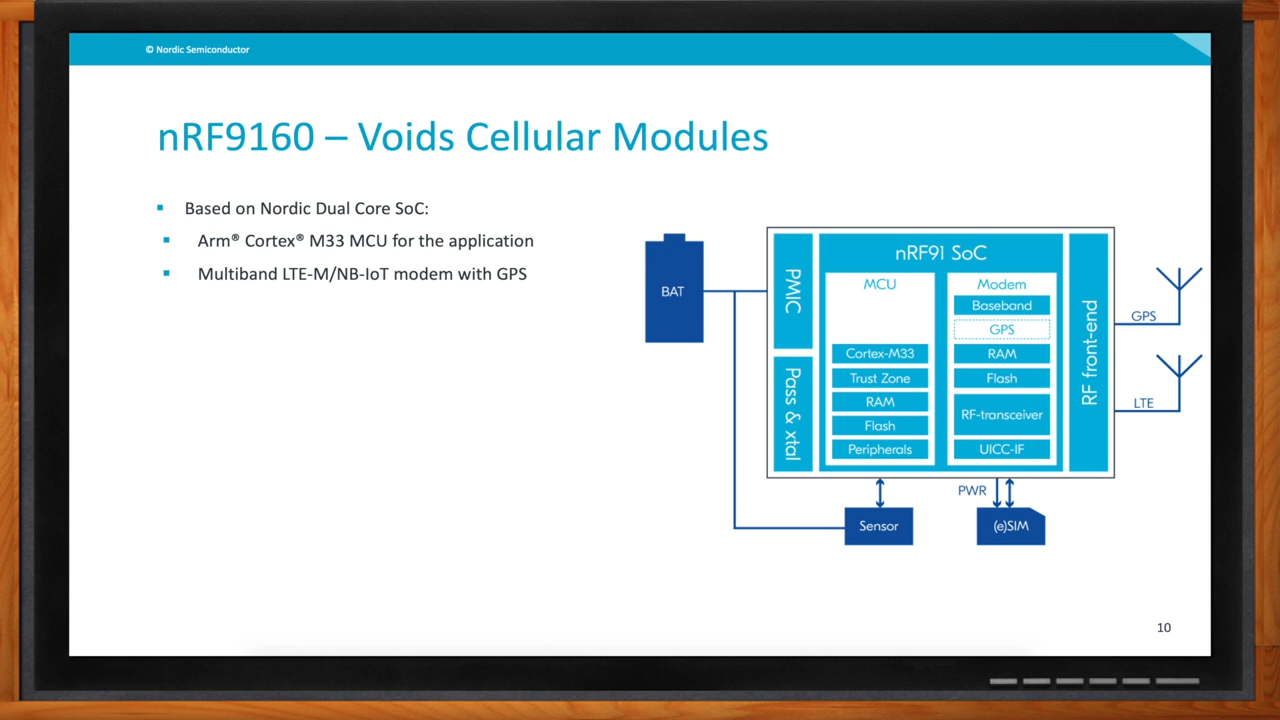 © Nordic Semiconductor
nRF9160 – Voids Cellular Modules
Based on Nordic Dual Core SoC:
Arm® Cortex® M33 MCU for the application
Multiband LTE-M/NB-IoT modem with GPS
BAT
PMIC
Pass & xtal
nRF91 SoC
MCU
Cortex-M33
Trust Zone
RAM
Flash
Peripherals
Modem
Baseband
GPS
RAM
Flash
RF-transceiver
UICC-IF
RF front-end
GPS
LTE
PWR
Sensor
(e)SIM
10